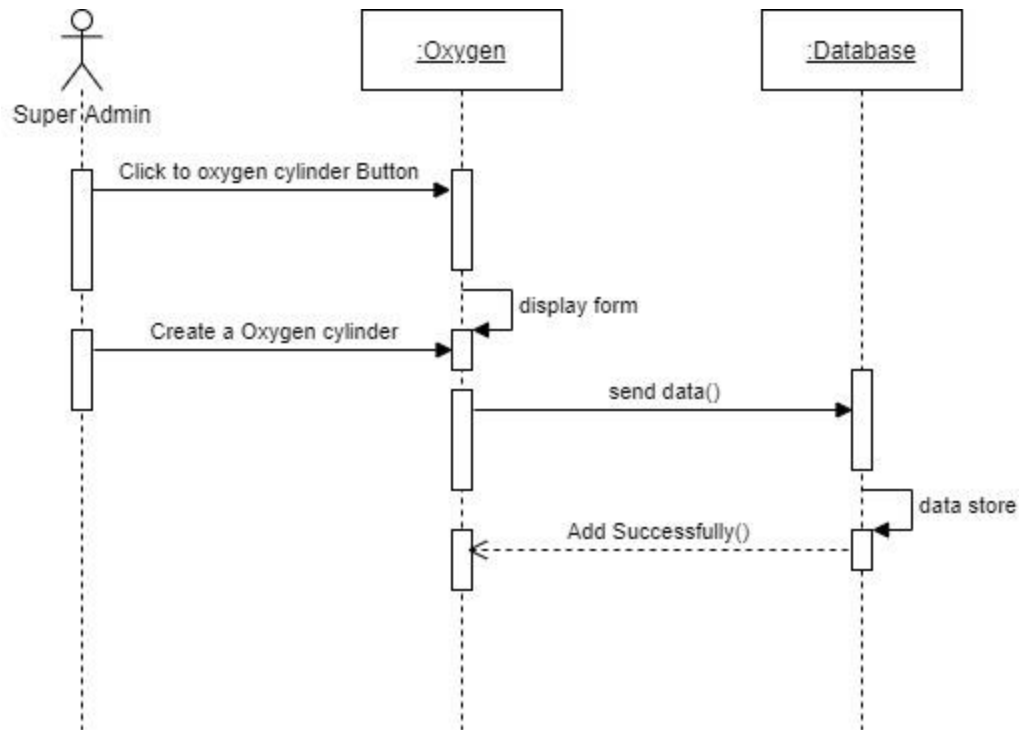 :Oxygen
:Database
Super Admin
Click to oxygen cylinder Button
display form
Create a Oxygen cylinder
send data()
data store
Add Successfully()